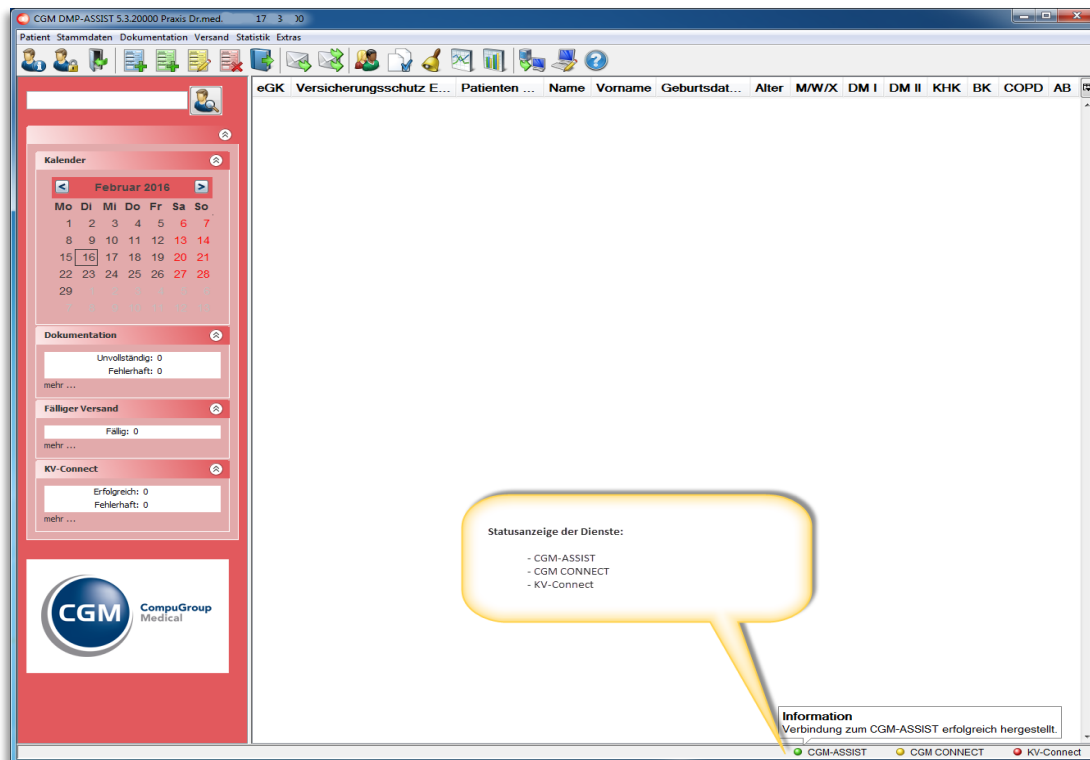 CGM DMP-ASSIST 5.3.20000 Praxis Dr.med. 17 3
Patient Stammdaten Dokumentation Versand Statistik Extras
eGK Versicherungsschutz E... Patienten ... Name Vorname Geburtsdat... Alter M/W/X DM I DM II KHK BK COPD AB
Kalender
< Februar 2016 >
Mo Di Mi Do Fr Sa So
1 2 3 4 5 6 7
8 9 10 11 12 13 14
15 16 17 18 19 20 21
22 23 24 25 26 27 28
29
Dokumentation
Unvollständig: 0
Fehlerhaft: 0
mehr ...
Fälliger Versand
Fällig: 0
mehr ...
KV-Connect
Erfolgreich: 0
Fehlerhaft: 0
mehr ...
CGM CompuGroup
Medical
Statusanzeige der Dienste:
- CGM-ASSIST
- CGM CONNECT
- KV-Connect
Information
Verbindung zum CGM-ASSIST erfolgreich hergestellt.
CGM-ASSIST CGM CONNECT KV-Connect